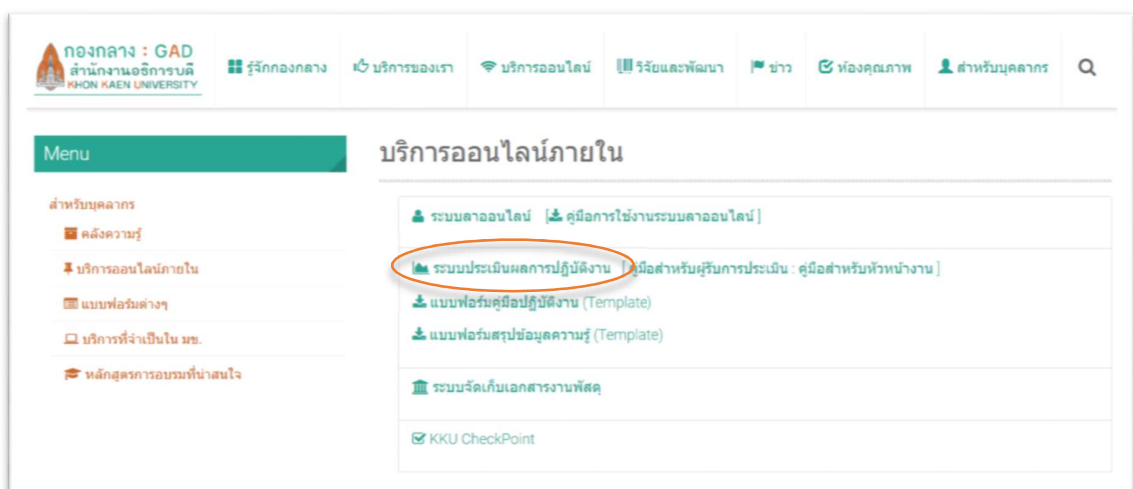 กองกลาง : GAD
สำนักงานอธิการบดี
KHON KAEN UNIVERSITY
รู้จักกองกลาง
บริการของเรา
บริการออนไลน์
วิจัยและพัฒนา
ข่าว
ห้องคุณภาพ
สำหรับบุคลากร
Menu
สำหรับบุคลากร
คลังความรู้
บริการออนไลน์ภายใน
แบบฟอร์มต่างๆ
บริการที่จำเป็นใน มข.
หลักสูตรการอบรมที่น่าสนใจ
บริการออนไลน์ภายใน
ระบบลาออนไลน์ [ คู่มือการใช้งานระบบลาออนไลน์ ]
ระบบประเมินผลการปฏิบัติงาน [ คู่มือสำหรับผู้รับการประเมิน : คู่มือสำหรับหัวหน้างาน ]
แบบฟอร์มคู่มือปฏิบัติงาน (Template)
แบบฟอร์มสรุปข้อมูลความรู้ (Template)
ระบบจัดเก็บเอกสารงานพัสดุ
KKU CheckPoint